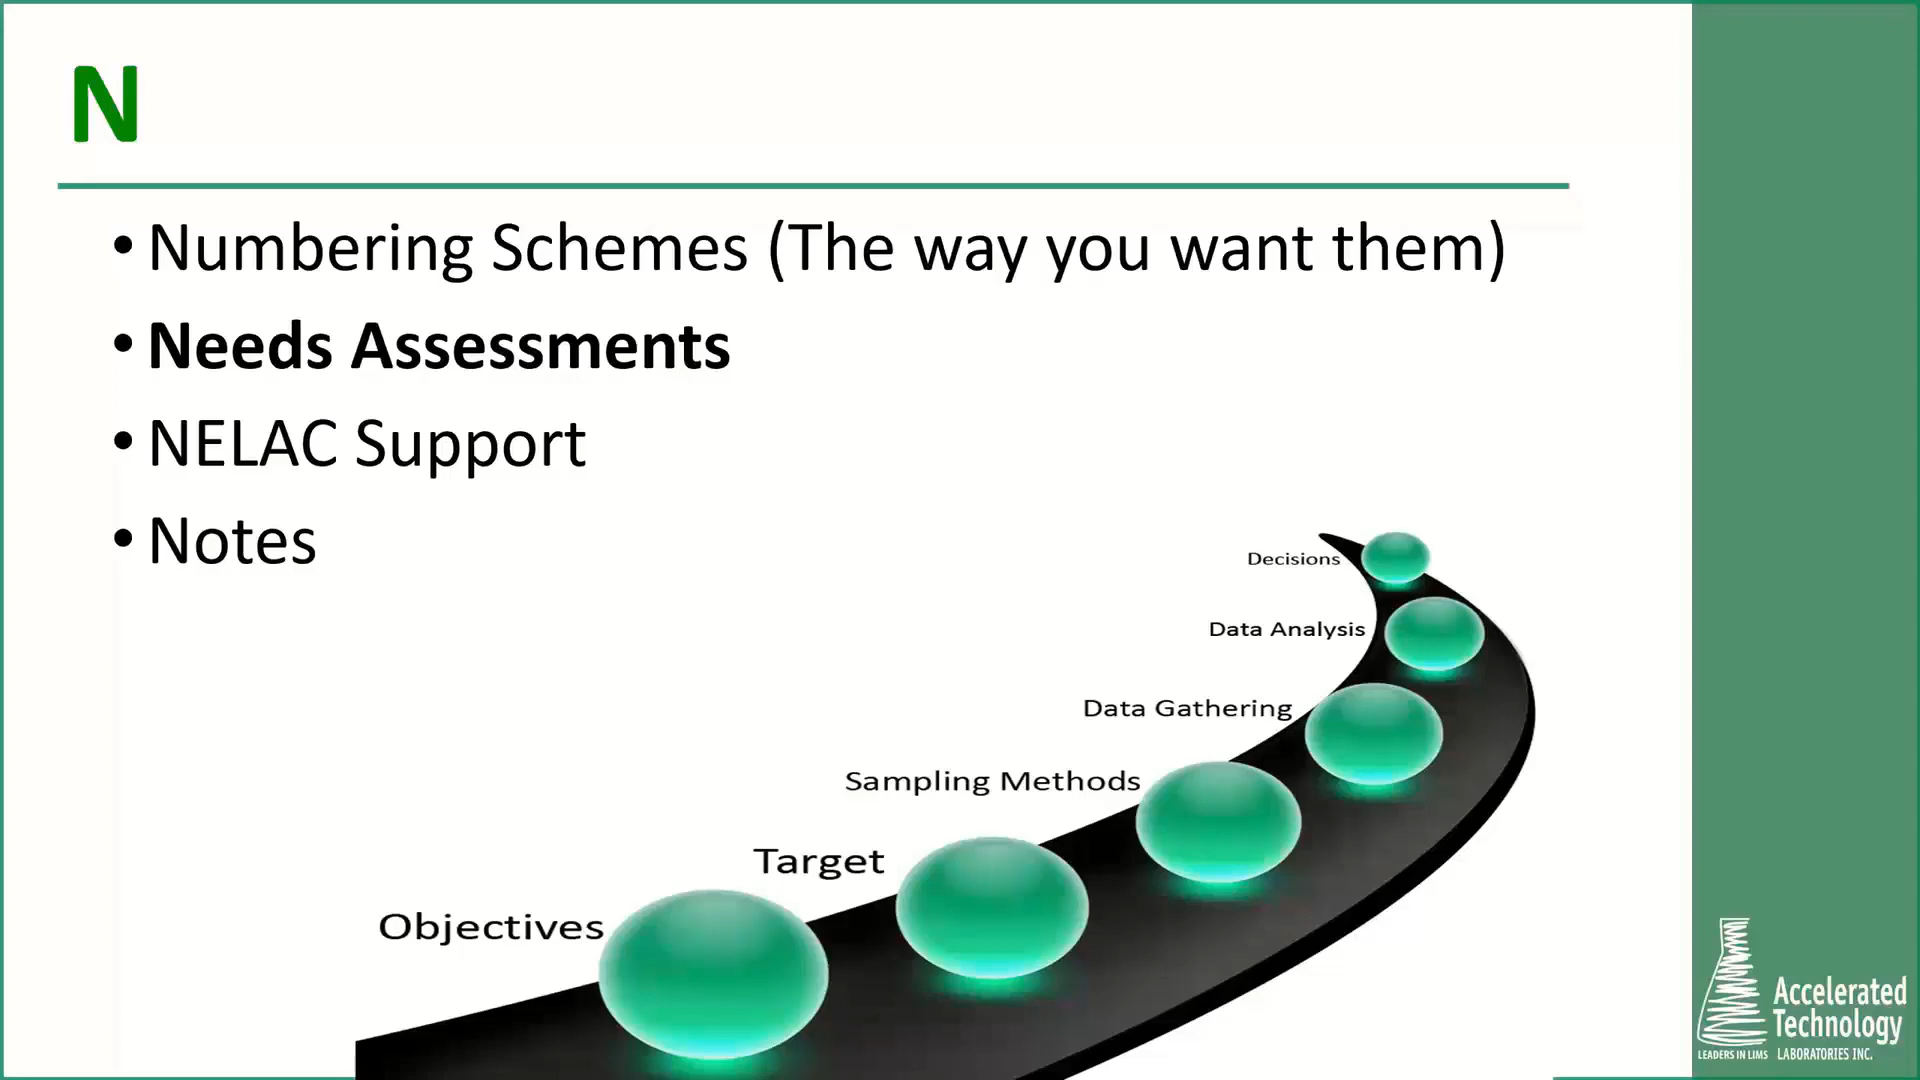 N
• Numbering Schemes (The way you want them)
• Needs Assessments
• NELAC Support
• Notes
Decisions
Data Analysis
Data Gathering
Sampling Methods
Target
Objectives
Accelerated
Technology
LEADERS IN LIMS LABORATORIES INC.